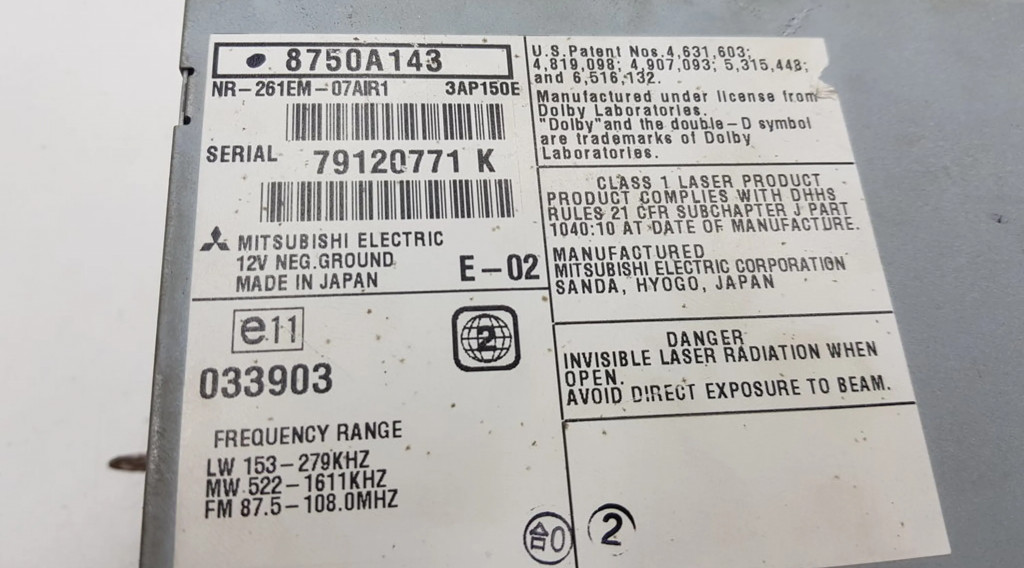 8750A143
NR-261EM-07AIR1 3AP150E
SERIAL 79120771 K
MITSUBISHI ELECTRIC
12V NEG.GROUND
MADE IN JAPAN
E-02
e11
2
033903
FREQUENCY RANGE
LW 153-279KHZ
MW 522-1611KHZ
FM 87.5-108.0MHZ
U.S.Patent Nos.4,631,603;
4,819,098; 4,907,093; 5,315,448;
and 6,516,132.
Manufactured under license from
Dolby Laboratories.
"Dolby"and the double-D symbol
are trademarks of Dolby
Laboratories.
CLASS 1 LASER PRODUCT
PRODUCT COMPLIES WITH DHHS
RULES 21 CFR SUBCHAPTER J PART
1040:10 AT DATE OF MANUFACTURE.
MANUFACTURED
MITSUBISHI ELECTRIC CORPORATION
SANDA, HYOGO, JAPAN
DANGER
INVISIBLE LASER RADIATION WHEN
OPEN.
AVOID DIRECT EXPOSURE TO BEAM.
合0
2